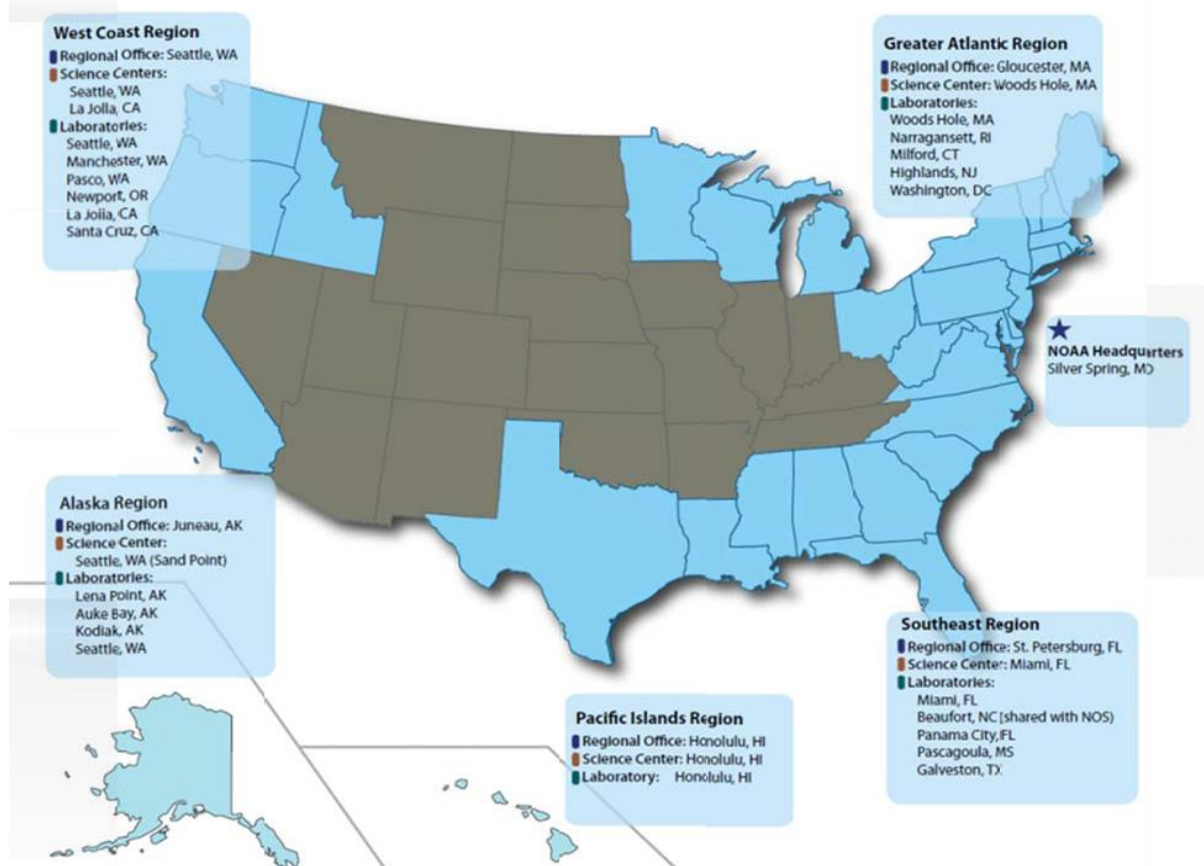 West Coast Region
Regional Office: Seattle, WA
Science Centers:
Seattle, WA
La Jolla, CA
Laboratories:
Seattle, WA
Manchester, WA
Pasco, WA
Newport, OR
La Jolla, CA
Santa Cruz, CA
Greater Atlantic Region
Regional Office: Gloucester, MA
Science Center: Woods Hole, MA
Laboratories:
Woods Hole, MA
Narragansett, RI
Milford, CT
Highlands, NJ
Washington, DC
NOAA Headquarters
Silver Spring, MD
Alaska Region
Regional Office: Juneau, AK
Science Center:
Seattle, WA (Sand Point)
Laboratories:
Lena Point, AK
Auke Bay, AK
Kodiak, AK
Seattle, WA
Pacific Islands Region
Regional Office: Honolulu, HI
Science Center: Honolulu, HI
Laboratory: Honolulu, HI
Southeast Region
Regional Office: St. Petersburg, FL
Science Center: Miami, FL
Laboratories:
Miami, FL
Beaufort, NC (shared with NOS)
Panama City, FL
Pascagoula, MS
Galveston, TX